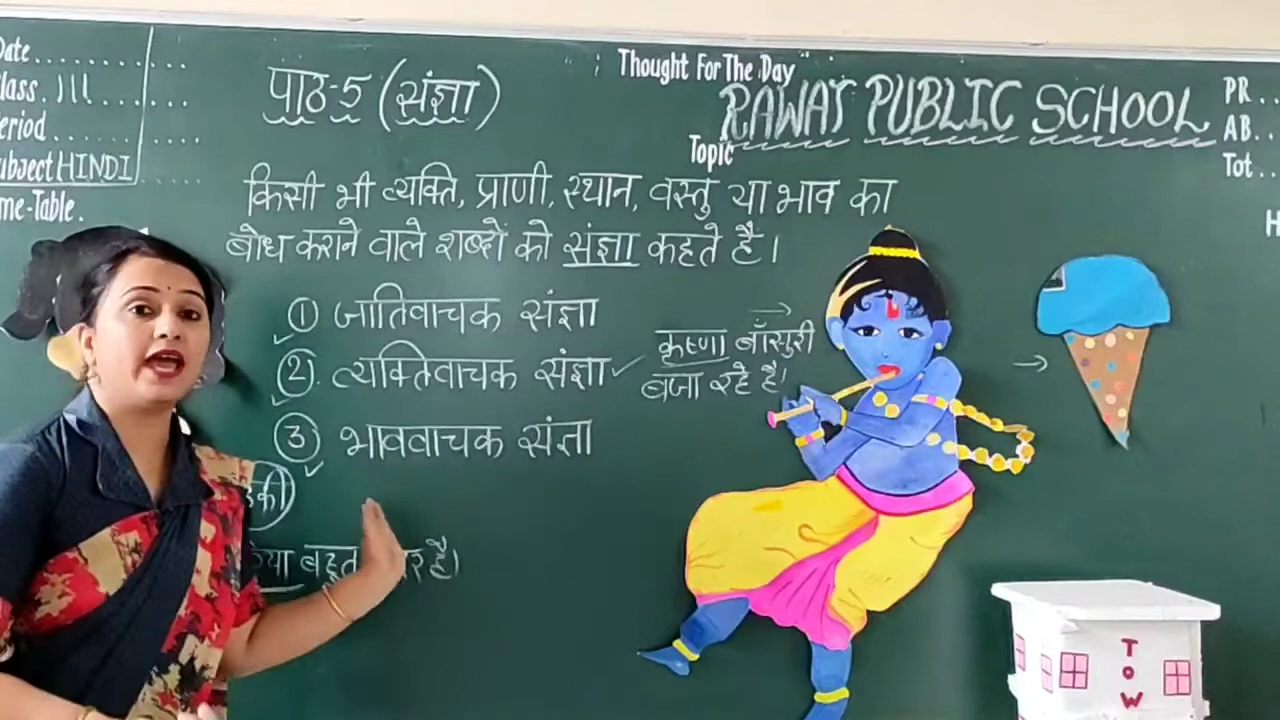 Date
Class III
Period
Subject HINDI
Time-Table.
पाठ-5 (संज्ञा)
Thought For The Day
RAWAT PUBLIC SCHOOL
Topic
PR
AB
Tot
H
किसी भी व्यक्ति, प्राणी, स्थान, वस्तु या भाव का
बोध कराने वाले शब्दों को संज्ञा कहते हैं।
① जातिवाचक संज्ञा
② व्यक्तिवाचक संज्ञा ✓
③ भाववाचक संज्ञा
कृष्णा बाँसुरी
बजा रहे हैं।
बहुत
है।
TOW